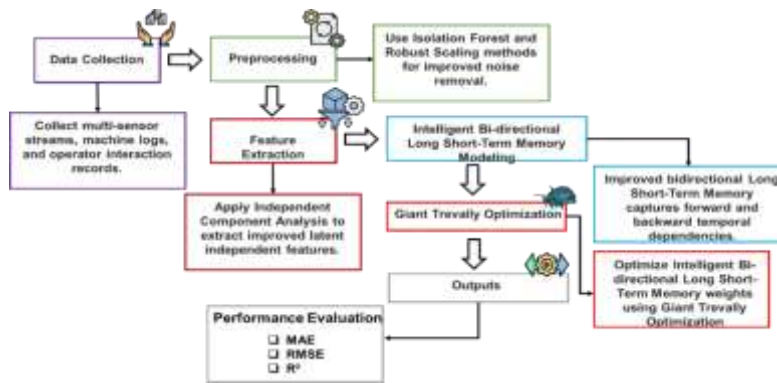 Data Collection
Preprocessing
Use Isolation Forest and
Robust Scaling methods
for improved noise
removal.
Collect multi-sensor
streams, machine logs,
and operator interaction
records.
Feature
Extraction
Intelligent Bi-directional
Long Short-Term Memory
Modeling
Apply Independent
Component Analysis to
extract improved latent
independent features.
Giant Trevally Optimization
Improved bidirectional Long
Short-Term Memory
captures forward and
backward temporal
dependencies.
Outputs
Optimize Intelligent Bi-
directional Long Short-
Term Memory weights
using Giant Trevally
Optimization
Performance Evaluation
❑ MAE
❑ RMSE
❑ R²